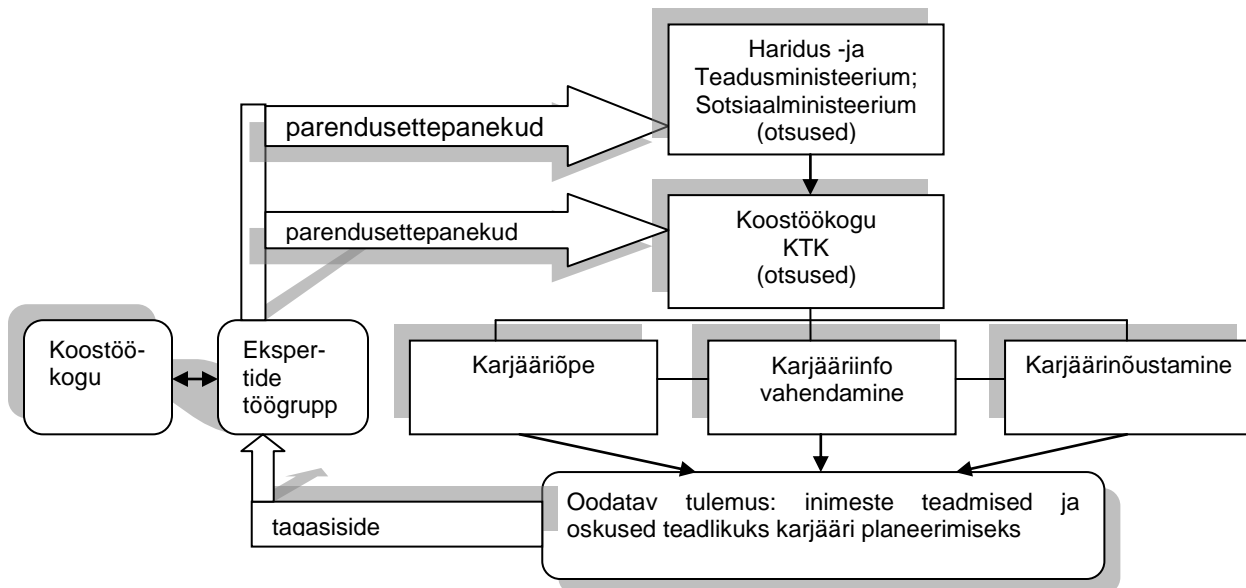 Haridus -ja
Teadusministeerium;
Sotsiaalministeerium
(otsused)
parendusettepanekud
parendusettepanekud
Koostöökogu
KTK
(otsused)
Koostöö-
kogu
Eksper-
tide
töögrupp
Karjääriõpe
Karjääriinfo
vahendamine
Karjäärinõustamine
Oodatav tulemus: inimeste teadmised ja
oskused teadlikuks karjääri planeerimiseks
tagasiside